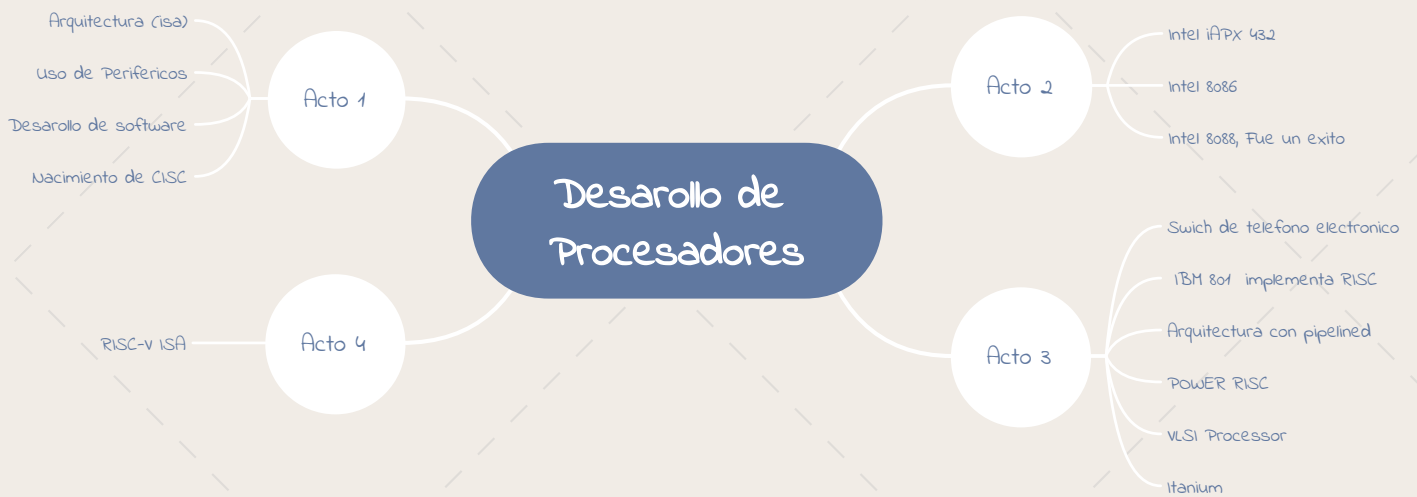 Desarollo de
Procesadores
Acto 1
Arquitectura (isa)
Uso de Perifericos
Desarollo de software
Nacimiento de CISC
Acto 2
Intel iAPX 432
Intel 8086
Intel 8088, Fue un exito
Acto 3
Swich de telefono electronico
IBM 801 implementa RISC
Arquitectura con pipelined
POWER RISC
VLSI Processor
Itanium
Acto 4
RISC-V ISA